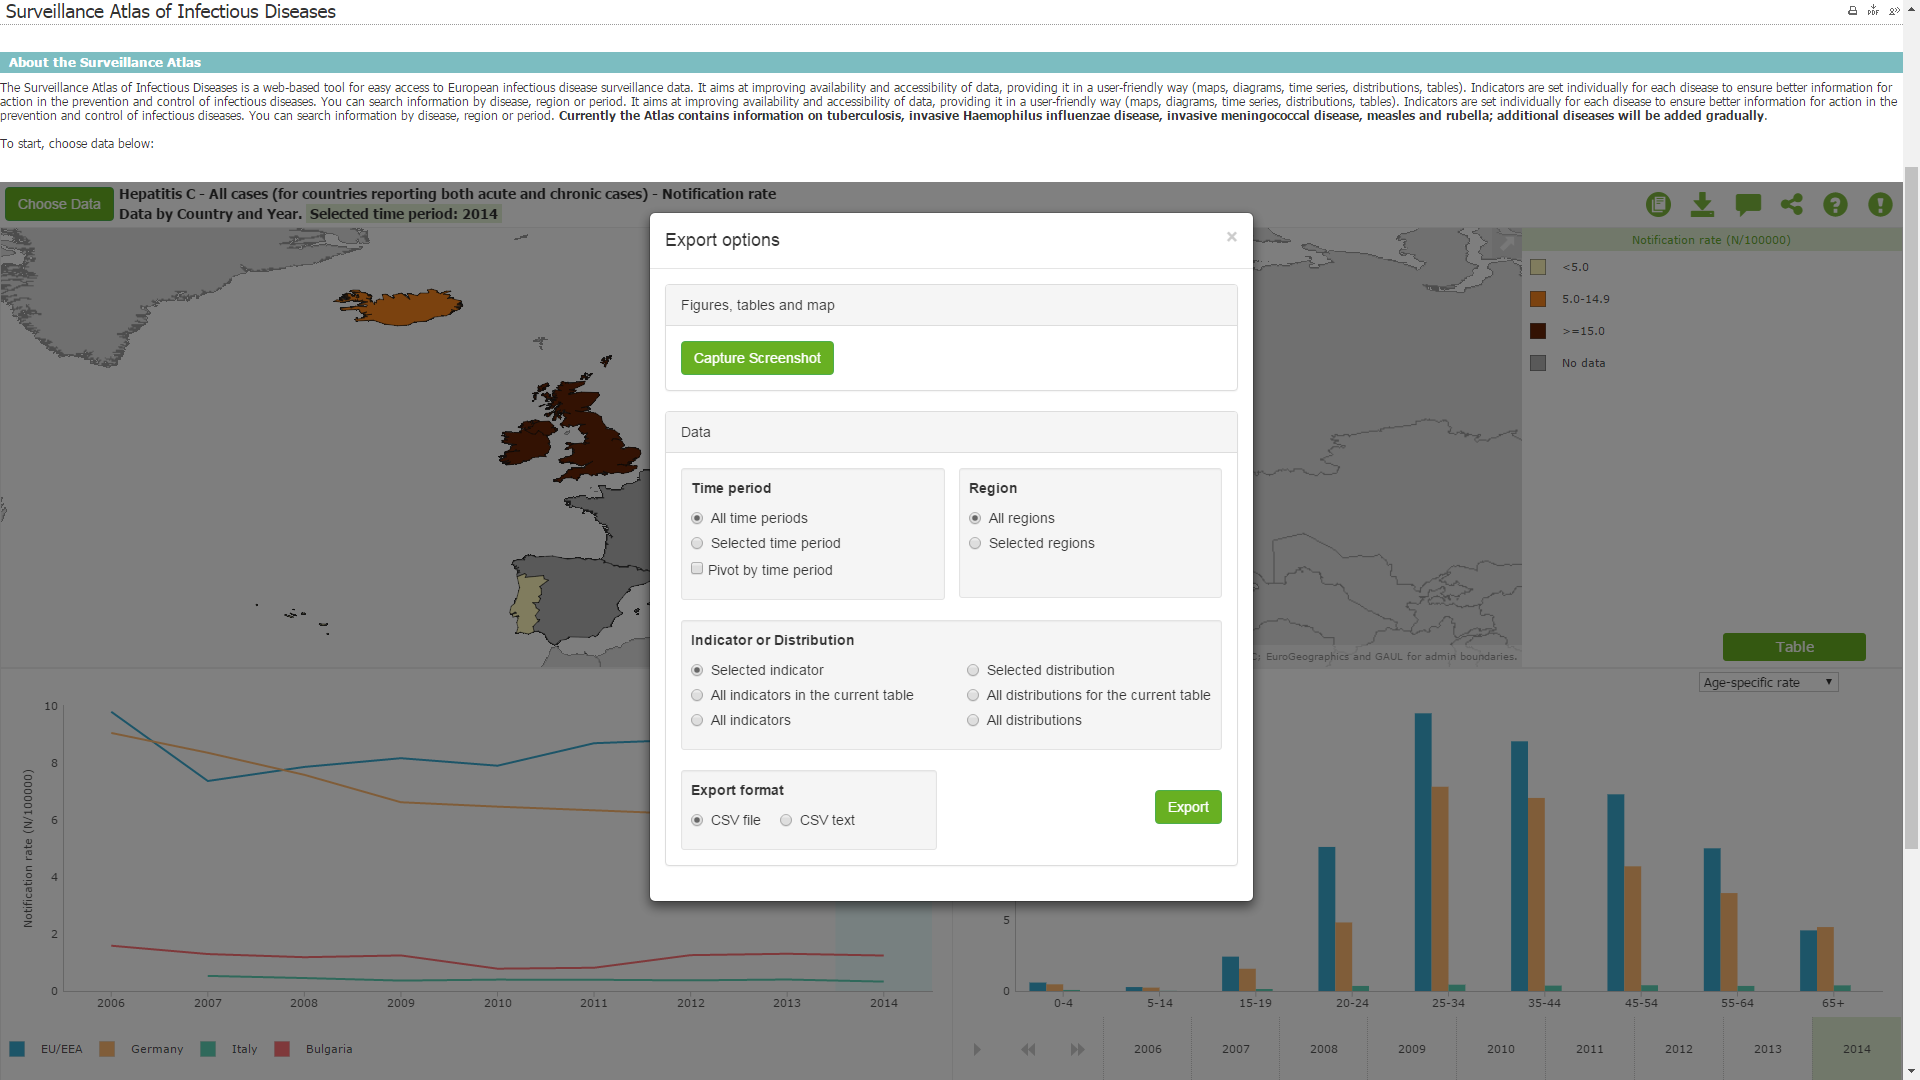 Surveillance Atlas of Infectious Diseases
PDF
About the Surveillance Atlas
The Surveillance Atlas of Infectious Diseases is a web-based tool for easy access to European infectious disease surveillance data. It aims at improving availability and accessibility of data, providing it in a user-friendly way (maps, diagrams, time series, distributions, tables). Indicators are set individually for each disease to ensure better information for
action in the prevention and control of infectious diseases. You can search information by disease, region or period. It aims at improving availability and accessibility of data, providing it in a user-friendly way (maps, diagrams, time series, distributions, tables). Indicators are set individually for each disease to ensure better information for action in the
prevention and control of infectious diseases. You can search information by disease, region or period. Currently the Atlas contains information on tuberculosis, invasive Haemophilus influenzae disease, invasive meningococcal disease, measles and rubella; additional diseases will be added gradually.
To start, choose data below:
Choose Data
Hepatitis C - All cases (for countries reporting both acute and chronic cases) - Notification rate
Data by Country and Year. Selected time period: 2014
Export options
×
Figures, tables and map
Capture Screenshot
Data
Time period
All time periods
Selected time period
Pivot by time period
Region
All regions
Selected regions
Indicator or Distribution
Selected indicator
All indicators in the current table
All indicators
Selected distribution
All distributions for the current table
All distributions
Export format
CSV file
CSV text
Export
Notification rate (N/100000)
<5.0
5.0-14.9
>=15.0
No data
EuroGeographics and GAUL for admin boundaries.
Table
Age-specific rate
Notification rate (N/100000)
10
8
6
4
2
0
2006 2007 2008 2009 2010 2011 2012 2013 2014
EU/EEA Germany Italy Bulgaria
5
0
0-4 5-14 15-19 20-24 25-34 35-44 45-54 55-64 65+
2006 2007 2008 2009 2010 2011 2012 2013 2014